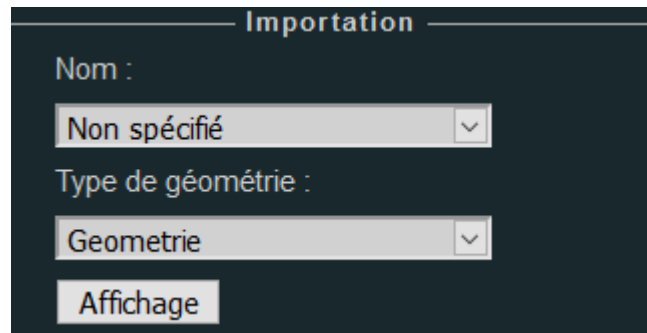 Importation
Nom :
Non spécifié
Type de géométrie :
Geometrie
Affichage